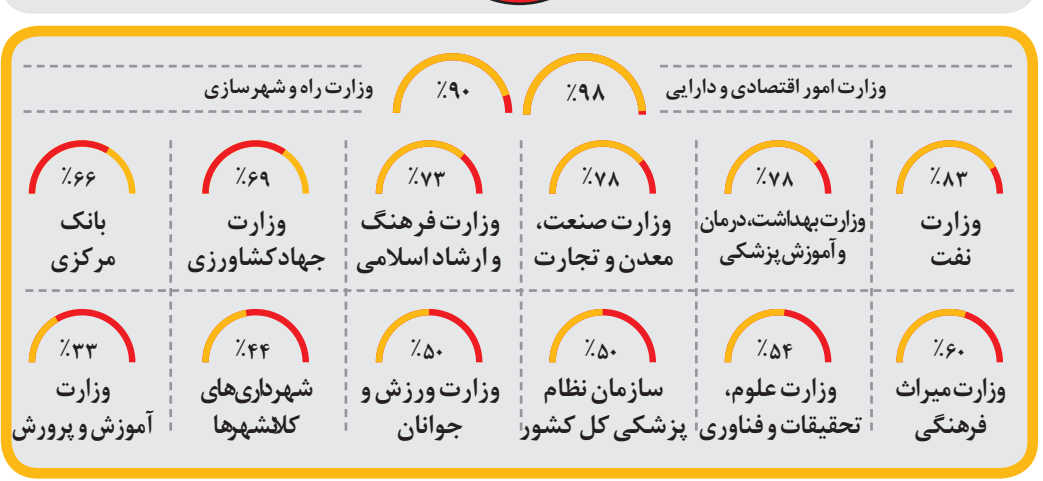 وزارت امور اقتصادی و دارایی
٪۹۸
٪۹۰
وزارت راه و شهرسازی
٪۸۳
وزارت
نفت
٪۷۸
وزارت بهداشت،درمان
و آموزش پزشکی
٪۷۸
وزارت صنعت،
معدن و تجارت
٪۷۳
وزارت فرهنگ
و ارشاد اسلامی
٪۶۹
وزارت
جهاد کشاورزی
٪۶۶
بانک
مرکزی
٪۶۰
وزارت میراث
فرهنگی
٪۵۴
وزارت علوم،
تحقیقات و فناوری
٪۵۰
سازمان نظام
پزشکی کل کشور
٪۵۰
وزارت ورزش و
جوانان
٪۴۴
شهرداری‌های
کلانشهرها
٪۳۳
وزارت
آموزش و پرورش